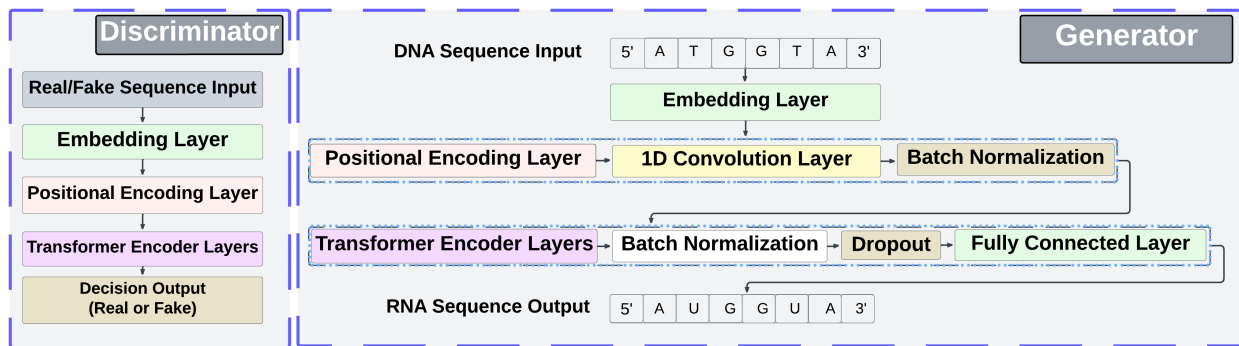 Discriminator
Real/Fake Sequence Input
Embedding Layer
Positional Encoding Layer
Transformer Encoder Layers
Decision Output
(Real or Fake)
Generator
DNA Sequence Input 5' A T G G T A 3'
Embedding Layer
Positional Encoding Layer 1D Convolution Layer Batch Normalization
Transformer Encoder Layers Batch Normalization Dropout Fully Connected Layer
RNA Sequence Output 5' A U G G U A 3'